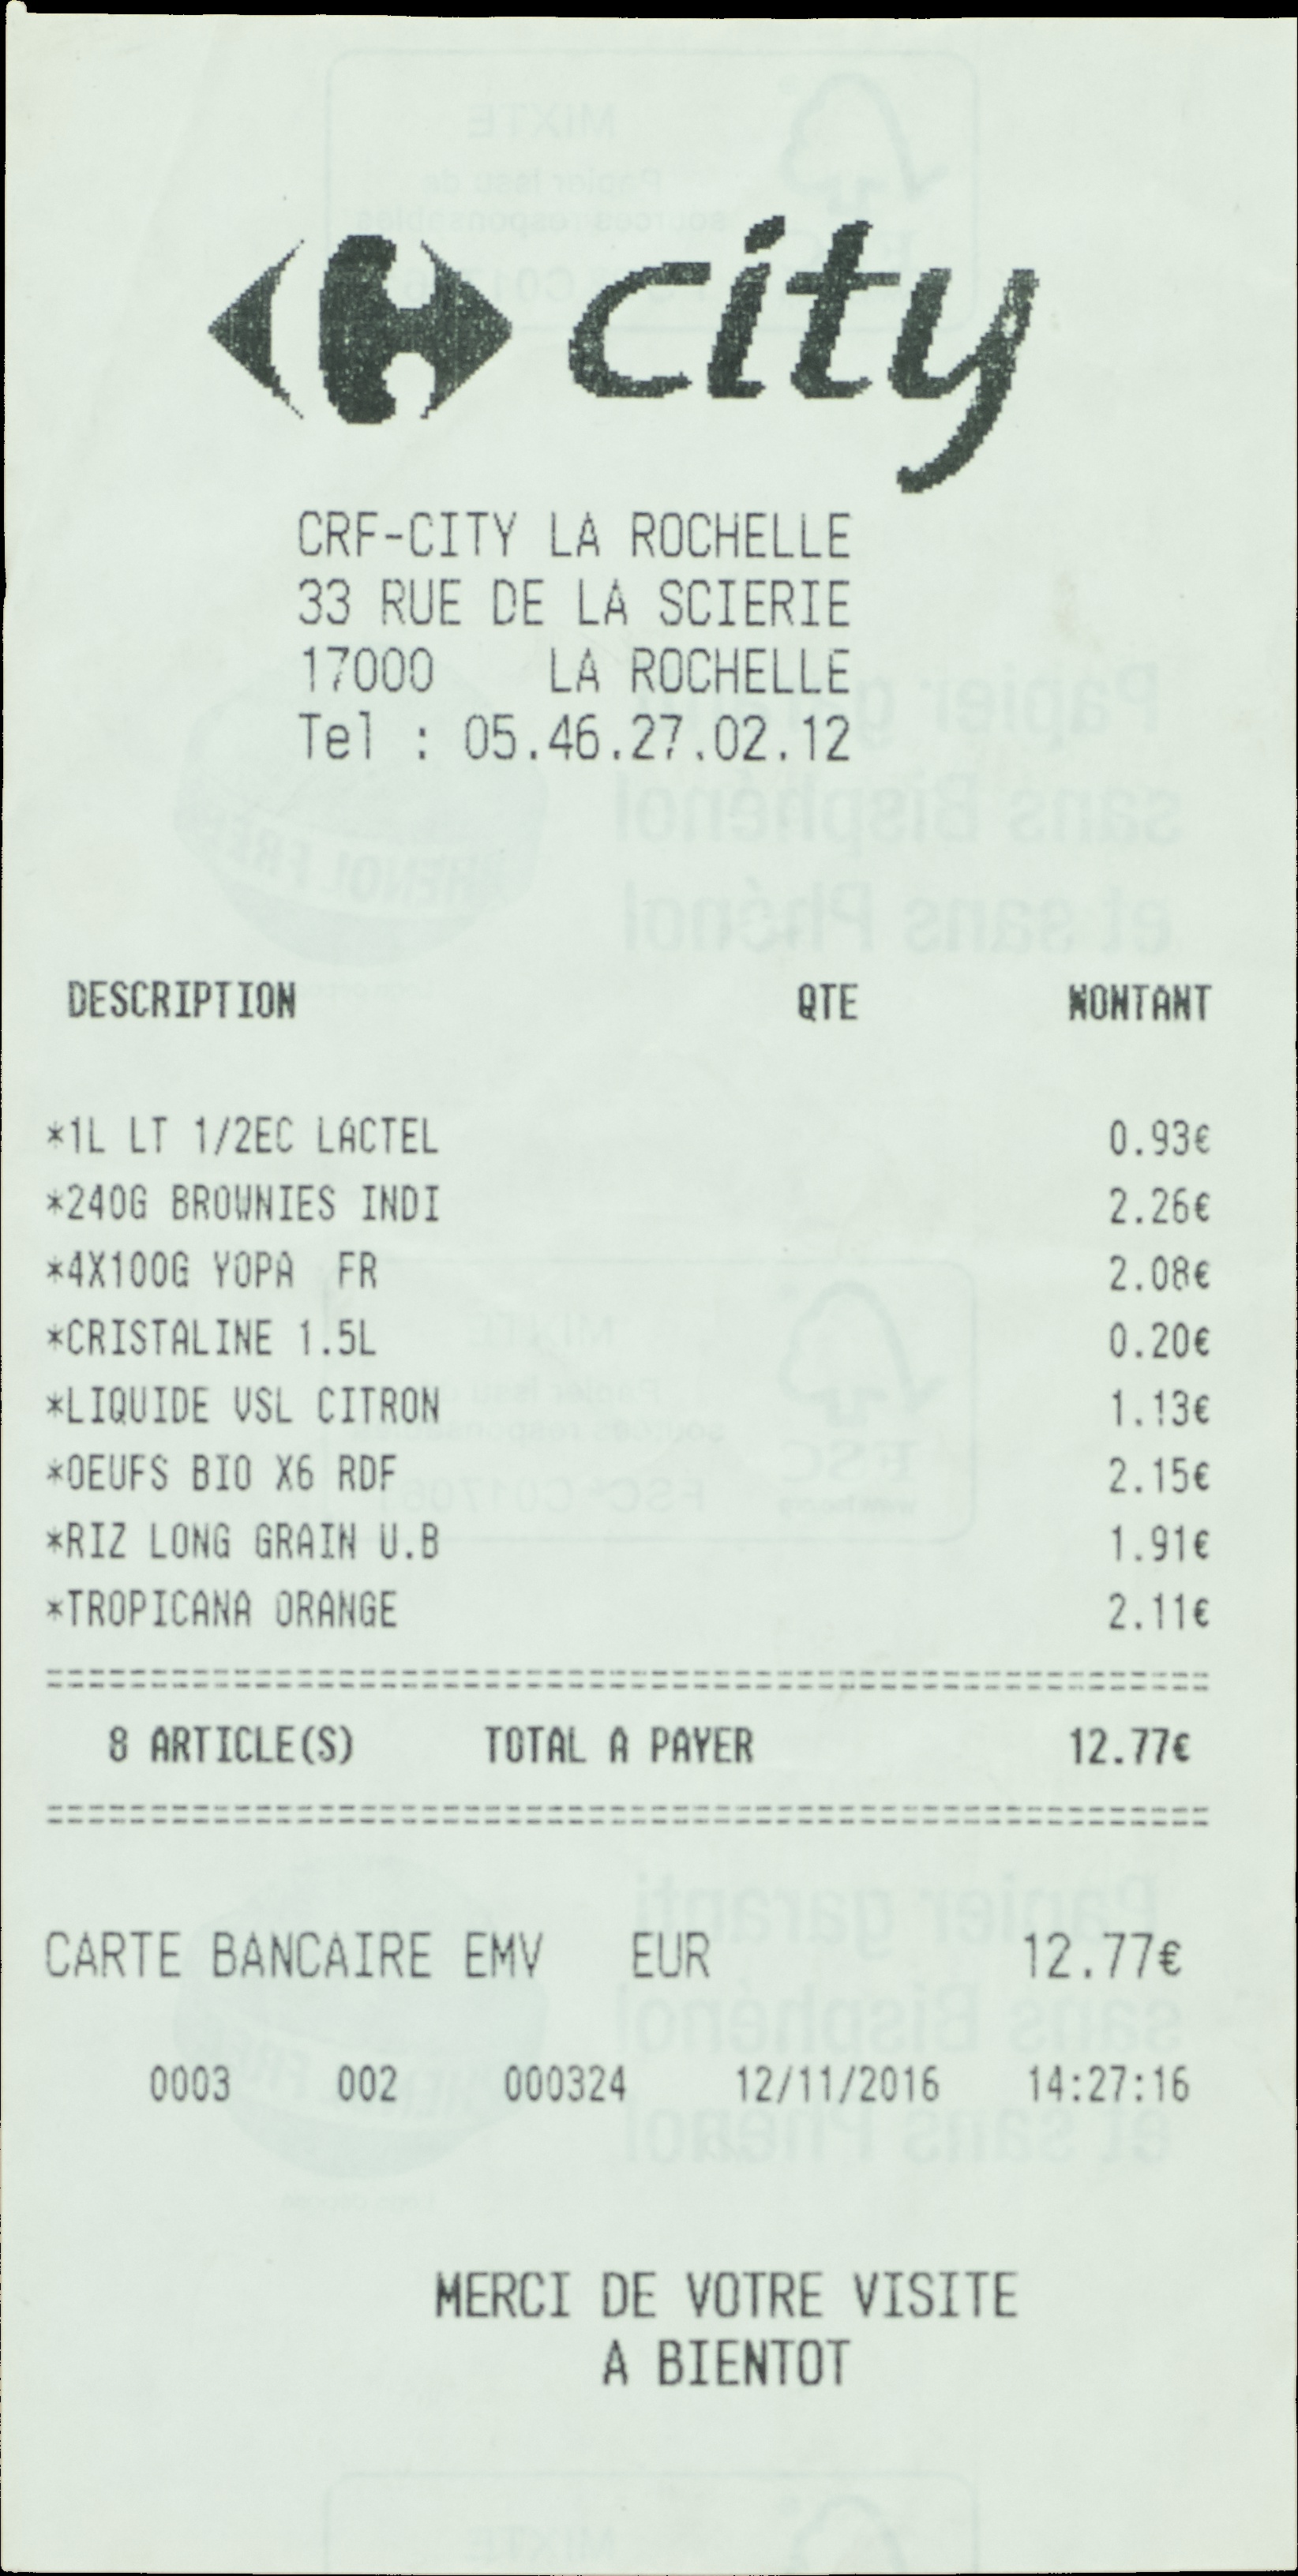 city
CRF-CITY LA ROCHELLE
33 RUE DE LA SCIERIE
17000 LA ROCHELLE
Tel : 05.46.27.02.12
DESCRIPTION QTE MONTANT
*1L LT 1/2EC LACTEL 0.93€
*240G BROWNIES INDI 2.26€
*4X100G YOPA FR 2.08€
*CRISTALINE 1.5L 0.20€
*LIQUIDE VSL CITRON 1.13€
*OEUFS BIO X6 RDF 2.15€
*RIZ LONG GRAIN U.B 1.91€
*TROPICANA ORANGE 2.11€
========================================================
8 ARTICLE(S) TOTAL A PAYER 12.77€
========================================================
CARTE BANCAIRE EMV EUR 12.77€
0003 002 000324 12/11/2016 14:27:16
MERCI DE VOTRE VISITE
A BIENTOT